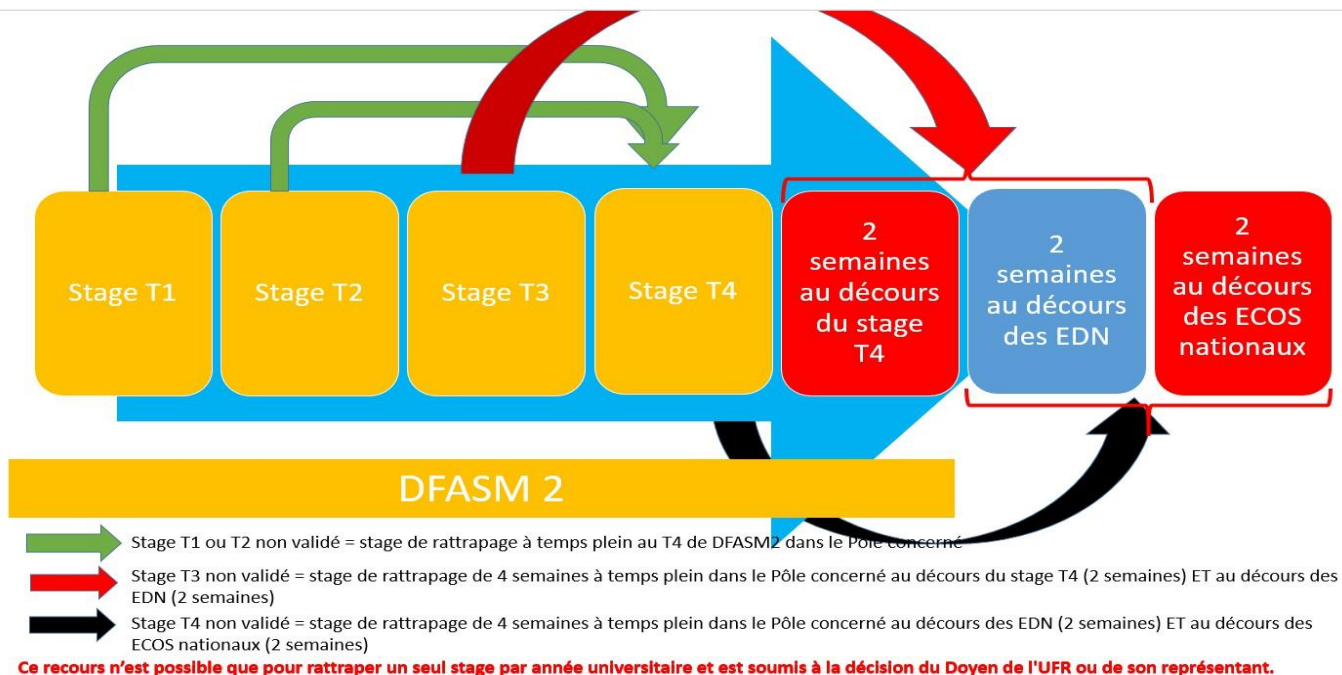 Stage T1
Stage T2
Stage T3
Stage T4
2
semaines
au décours
du stage
T4
2
semaines
au décours
des EDN
2
semaines
au décours
des ECOS
nationaux
DFASM 2
Stage T1 ou T2 non validé = stage de rattrapage à temps plein au T4 de DFASM2 dans le Pôle concerné
Stage T3 non validé = stage de rattrapage de 4 semaines à temps plein dans le Pôle concerné au décours du stage T4 (2 semaines) ET au décours des
EDN (2 semaines)
Stage T4 non validé = stage de rattrapage de 4 semaines à temps plein dans le Pôle concerné au décours des EDN (2 semaines) ET au décours des
ECOS nationaux (2 semaines)
Ce recours n’est possible que pour rattraper un seul stage par année universitaire et est soumis à la décision du Doyen de l'UFR ou de son représentant.